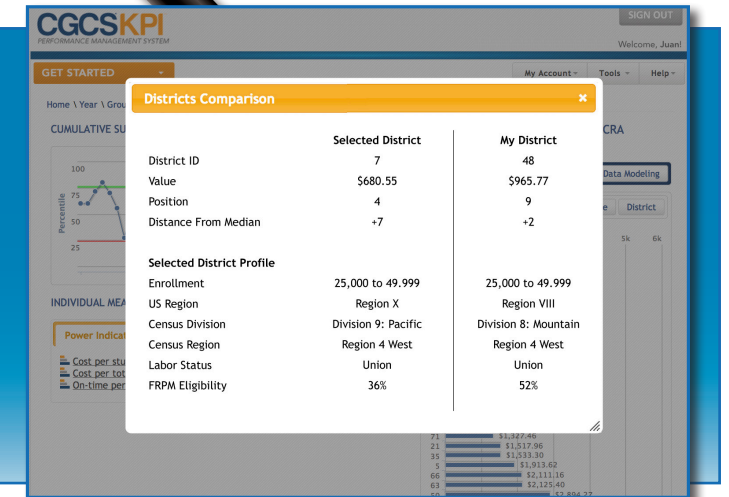 CGCSKPI
PERFORMANCE MANAGEMENT SYSTEM
SIGN OUT
Welcome, Juan!
GET STARTED
My Account Tools Help
Home \ Year \ Grou
CUMULATIVE SU
CRA
Data Modeling
District
Districts Comparison
Selected District My District
District ID 7 48
Value $680.55 $965.77
Position 4 9
Distance From Median +7 +2
Selected District Profile
Enrollment 25,000 to 49.999 25,000 to 49.999
US Region Region X Region VIII
Census Division Division 9: Pacific Division 8: Mountain
Census Region Region 4 West Region 4 West
Labor Status Union Union
FRPM Eligibility 36% 52%
Percentile
100
75
50
25
5k 6k
INDIVIDUAL MEA
Power Indica
Cost per stu
Cost per tot
On-time per
71 $1,327.46
21 $1,517.96
35 $1,533.30
5 $1,913.62
66 $2,111.16
63 $2,125.40
$2,894.27